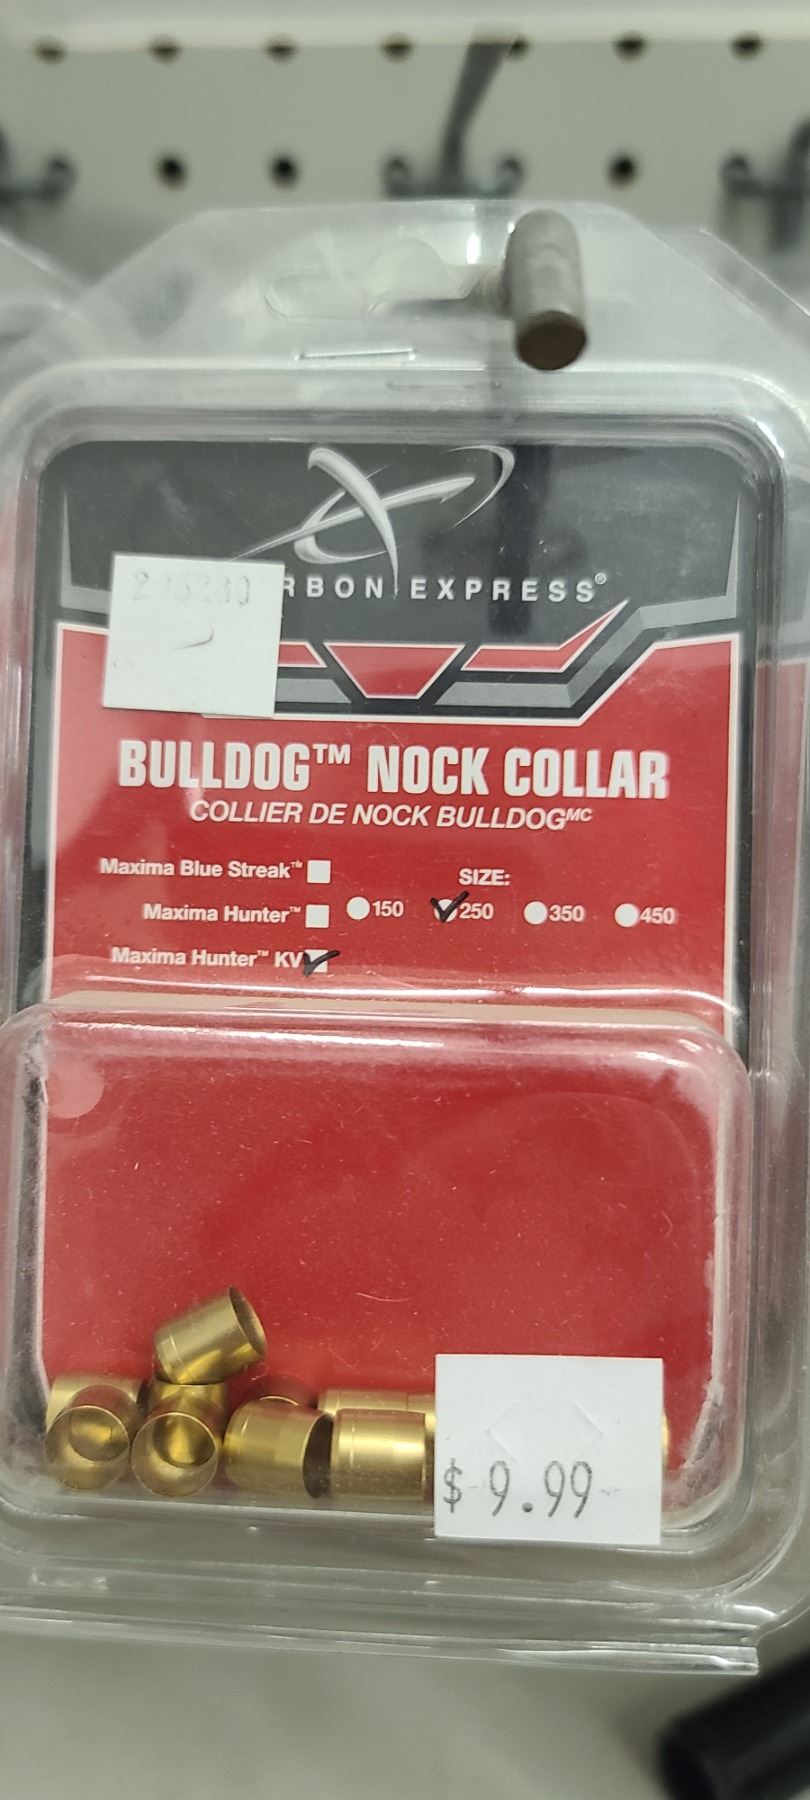 RBON EXPRESS®
BULLDOG™ NOCK COLLAR
COLLIER DE NOCK BULLDOGᴹᶜ
Maxima Blue Streak™
SIZE:
Maxima Hunter™ 150 250 350 450
Maxima Hunter™ KV
$ 9.99